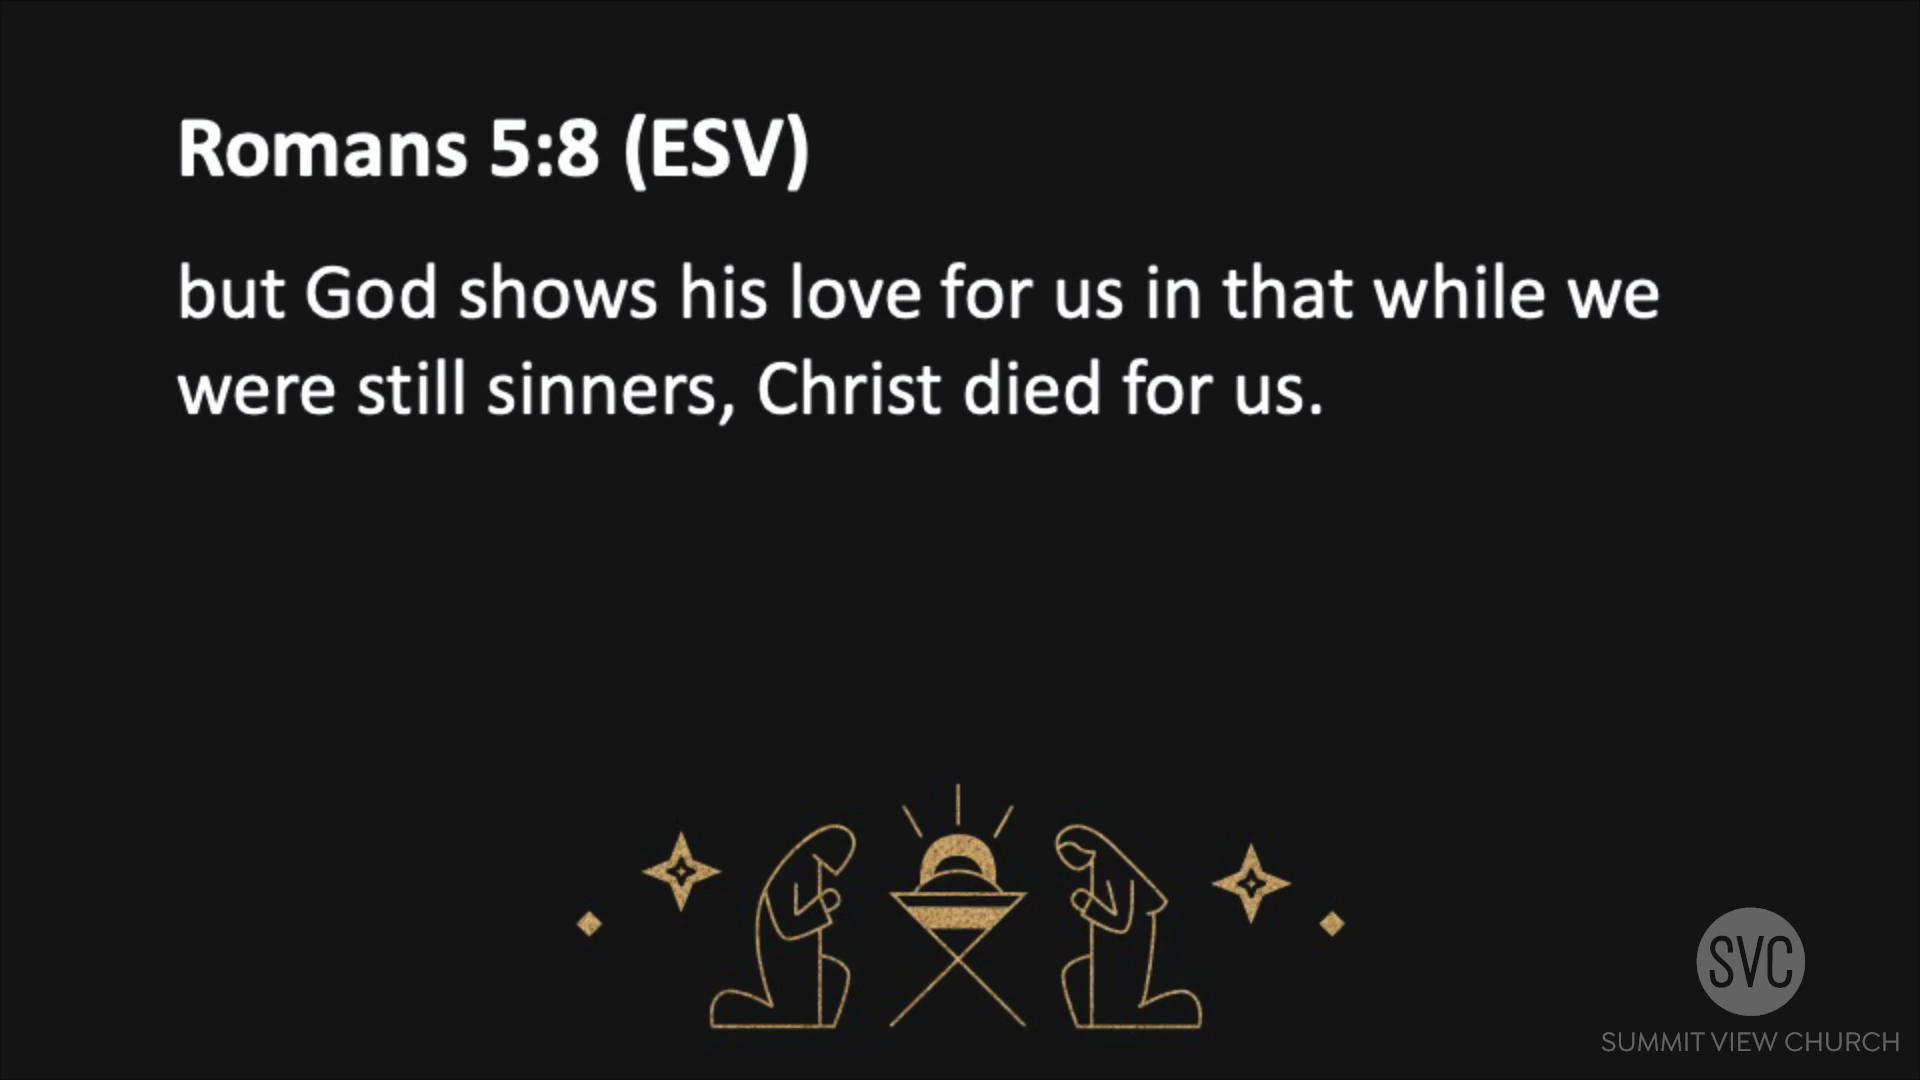 Romans 5:8 (ESV)
but God shows his love for us in that while we
were still sinners, Christ died for us.
SVC
SUMMIT VIEW CHURCH